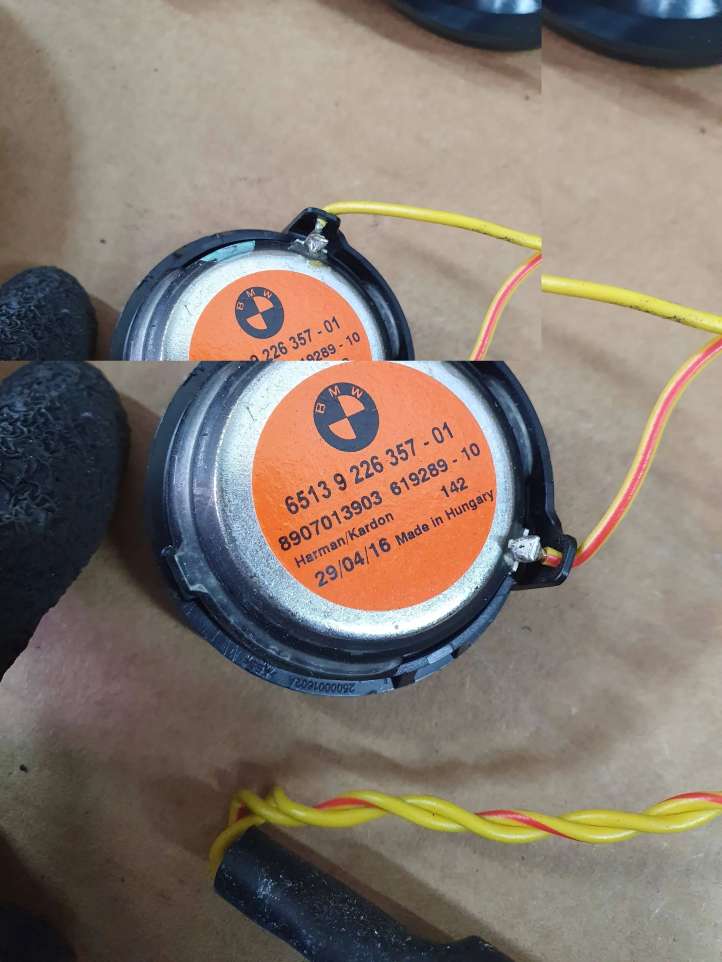 BMW
9 226 357 - 01
619289 - 10
BMW
6513 9 226 357 - 01
8907013903 619289 - 10
142
Harman/Kardon
Made in Hungary
29/04/16
2500001602A